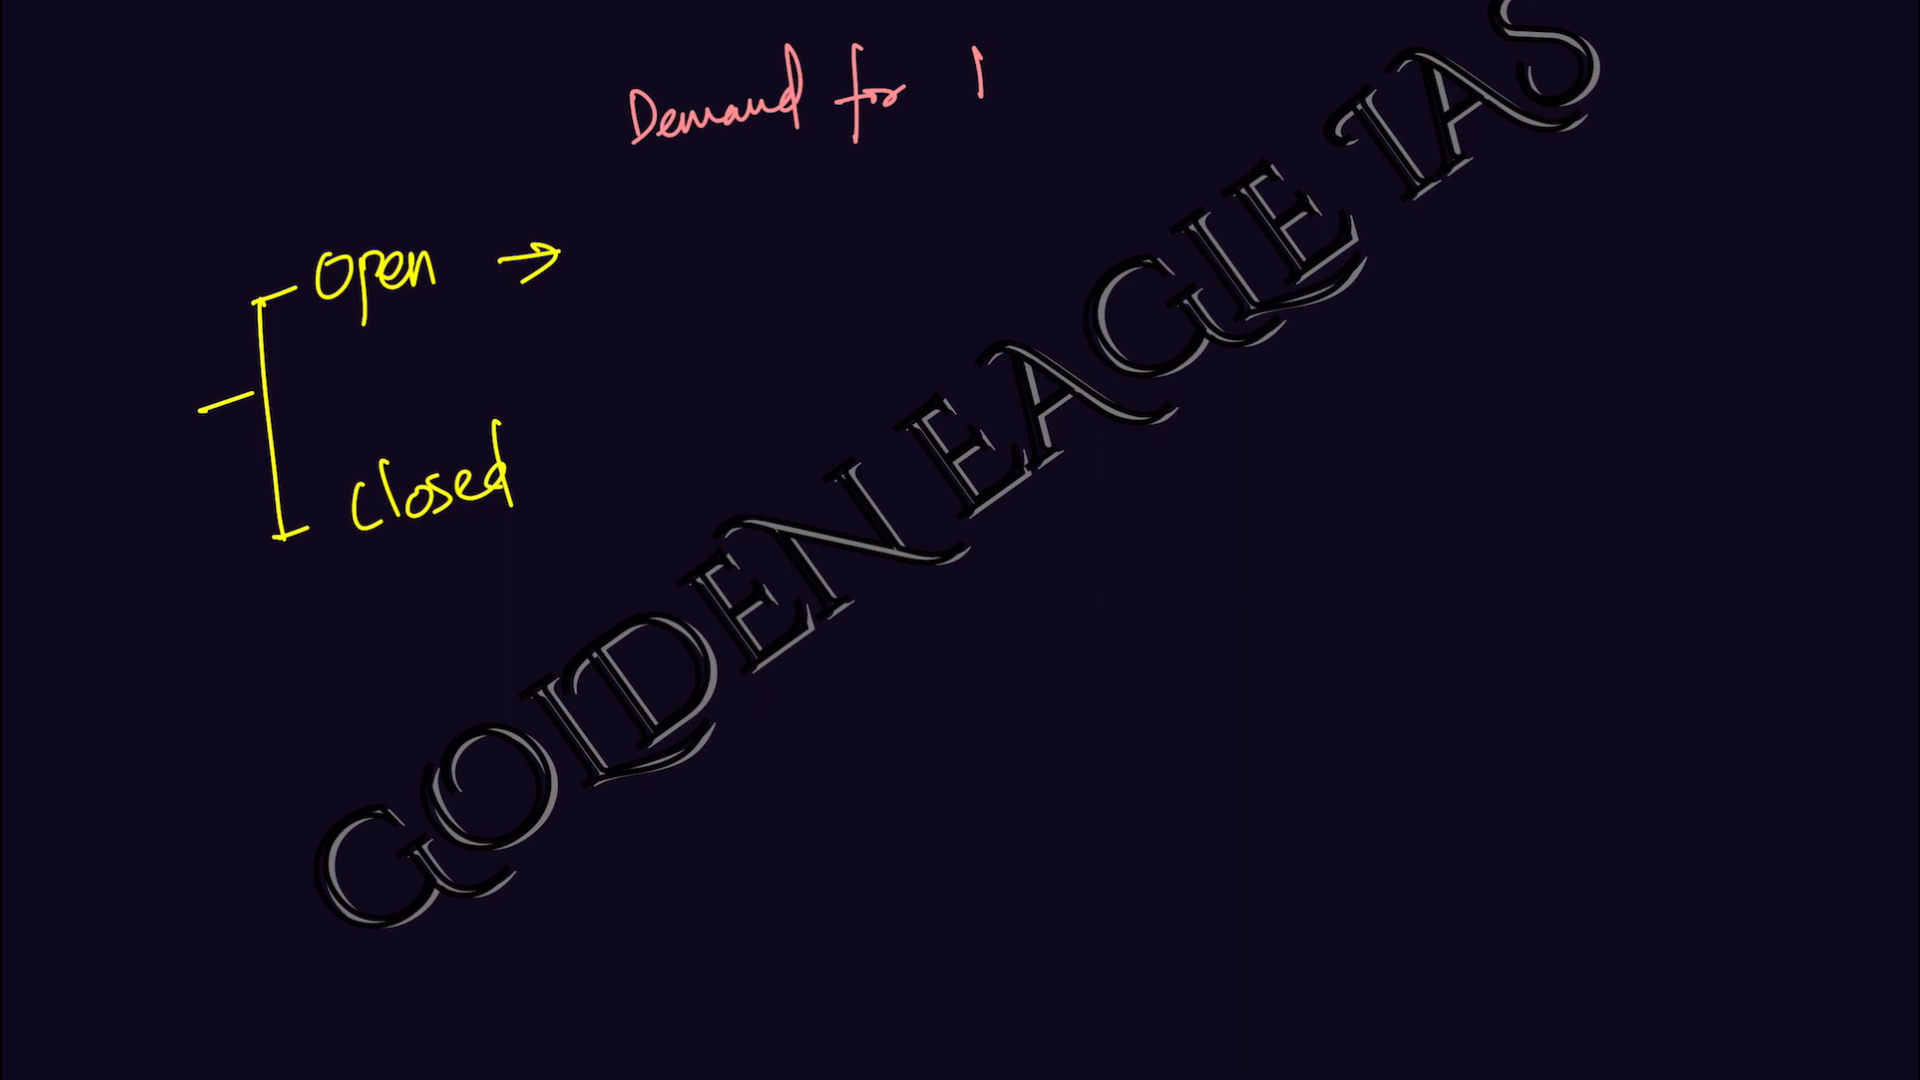 Demand for
Open →
closed
GOLDEN EAGLE IAS